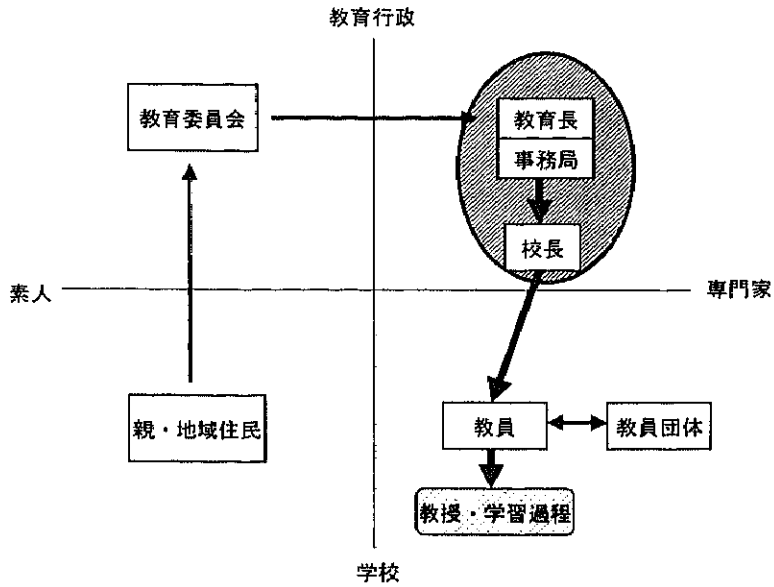 教育行政
教育委員会
教育長
事務局
校長
素人
専門家
親・地域住民
教員
教員団体
教授・学習過程
学校